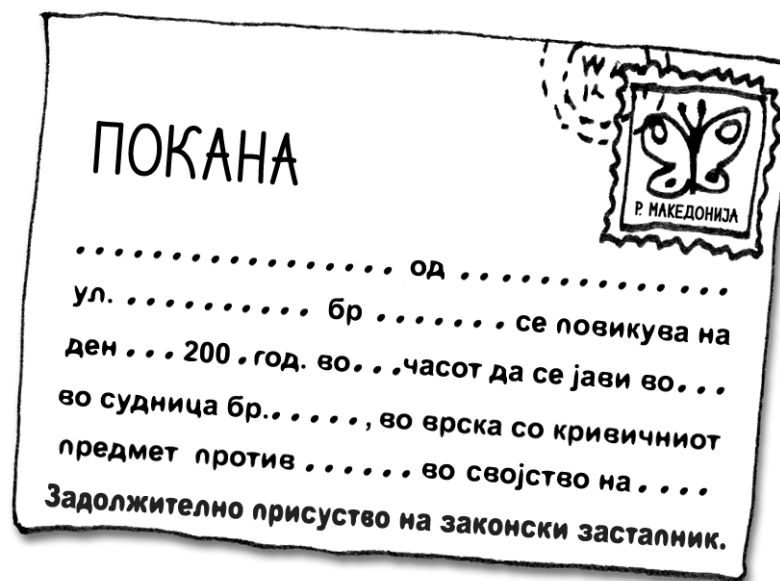 ПОКАНА
Р. МАКЕДОНИЈА
................. од ...............
ул. .......... бр ....... се повикува на
ден ... 200 . год. во...часот да се јави во...
во судница бр......, во врска со кривичниот
предмет против ...... во својство на ....
Задолжително присуство на законски застапник.